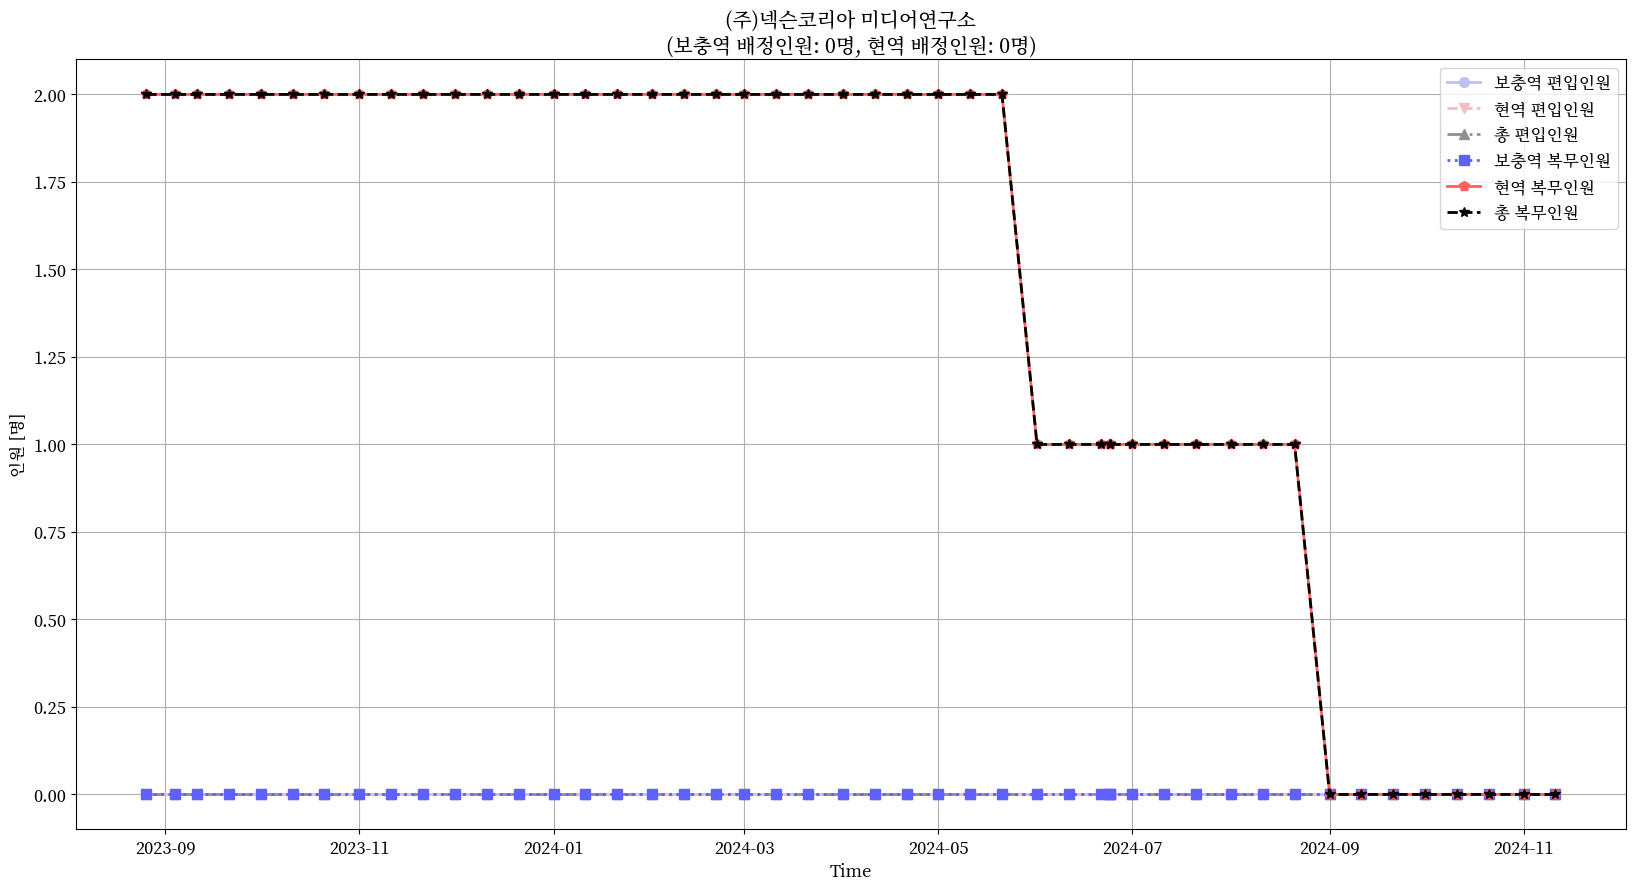 (주)넥슨코리아 미디어연구소
(보충역 배정인원: 0명, 현역 배정인원: 0명)
보충역 편입인원
현역 편입인원
총 편입인원
보충역 복무인원
현역 복무인원
총 복무인원
2.00
1.75
1.50
1.25
1.00
0.75
0.50
0.25
0.00
인원 [명]
2023-09 2023-11 2024-01 2024-03 2024-05 2024-07 2024-09 2024-11
Time